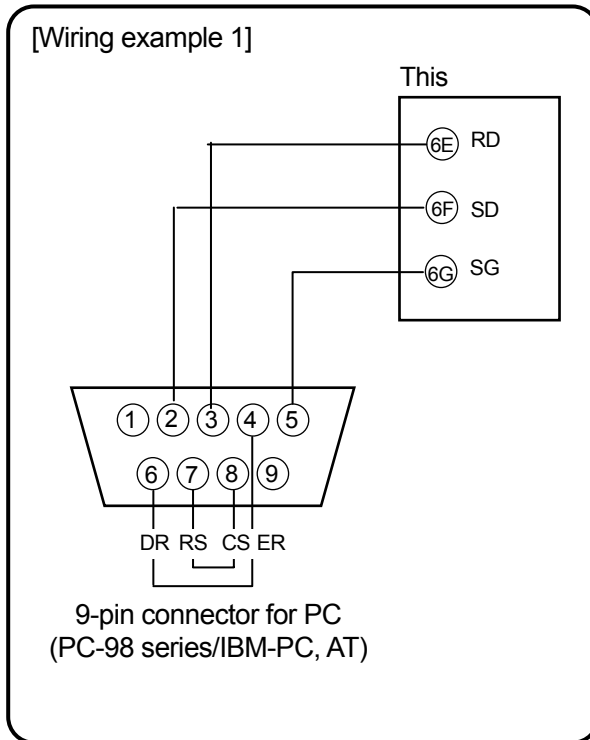 [Wiring example 1]
This
6E RD
6F SD
6G SG
1 2 3 4 5
6 7 8 9
DR RS CS ER
9-pin connector for PC
(PC-98 series/IBM-PC, AT)